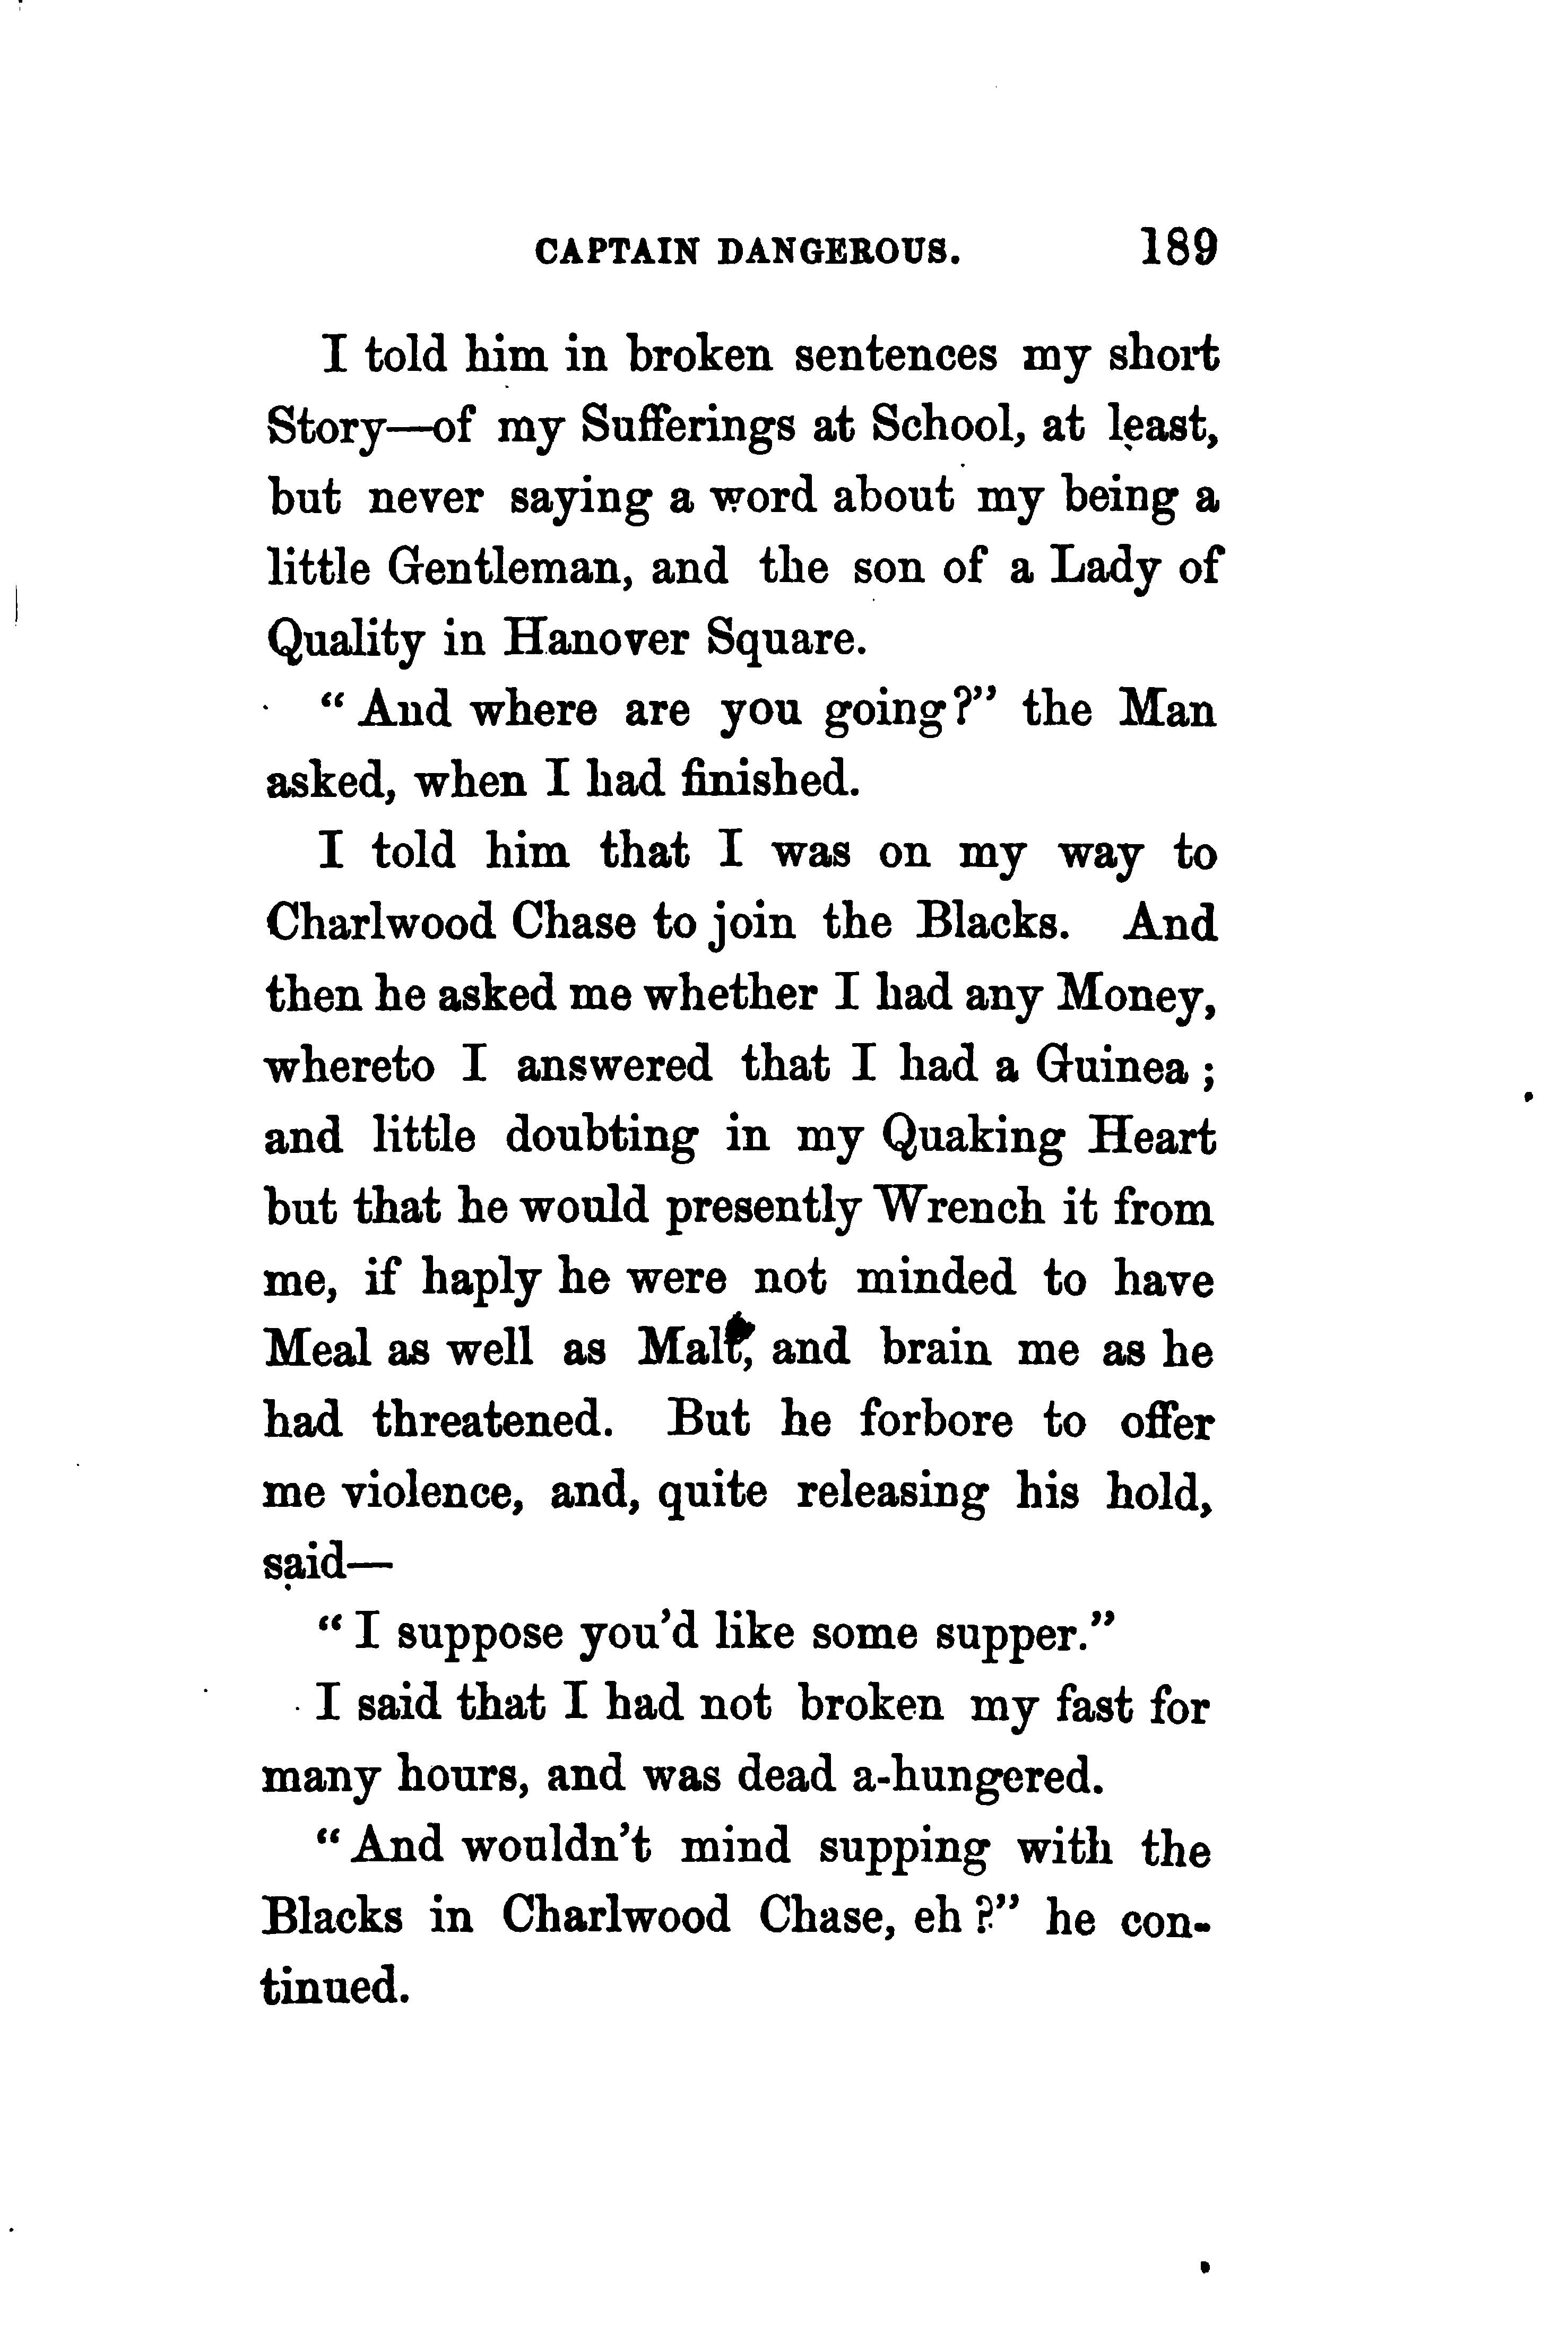 CAPTAIN DANGEROUS. 189
I told him in broken sentences my short
Story—of my Sufferings at School, at least,
but never saying a word about my being a
little Gentleman, and the son of a Lady of
Quality in Hanover Square.
“And where are you going?” the Man
asked, when I had finished.
I told him that I was on my way to
Charlwood Chase to join the Blacks. And
then he asked me whether I had any Money,
whereto I answered that I had a Guinea;
and little doubting in my Quaking Heart
but that he would presently Wrench it from
me, if haply he were not minded to have
Meal as well as Malt, and brain me as he
had threatened. But he forbore to offer
me violence, and, quite releasing his hold,
said—
“I suppose you’d like some supper.”
I said that I had not broken my fast for
many hours, and was dead a-hungered.
“And wouldn’t mind supping with the
Blacks in Charlwood Chase, eh?” he con-
tinued.